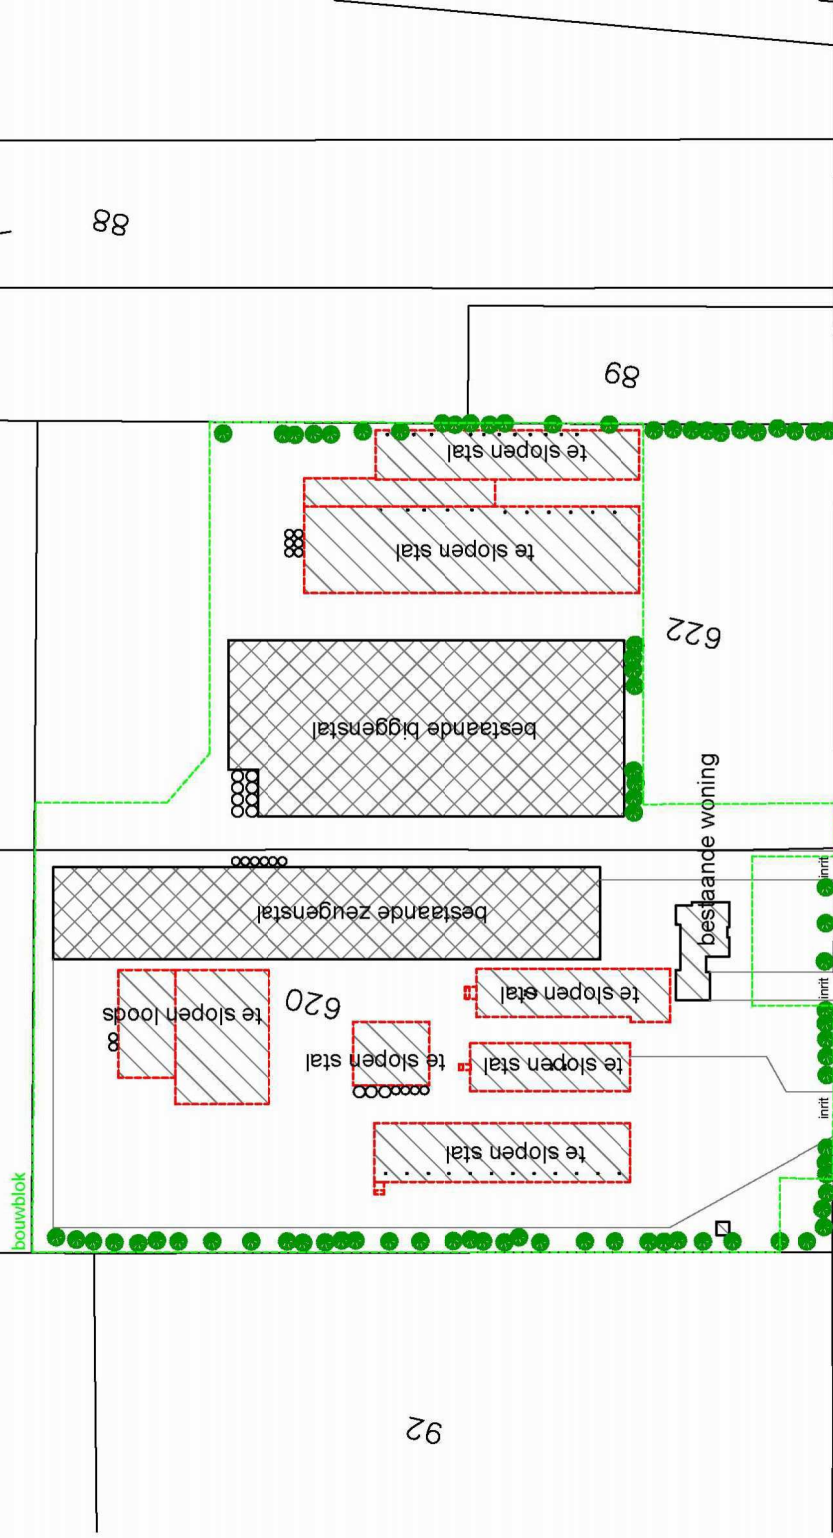 88
89
te slopen stal
te slopen stal
622
bestaande biggenstal
bestaande woning
inrit
bestaande zeugenstal
te slopen stal
inrit
620
te slopen loods
te slopen stal
te slopen stal
inrit
te slopen stal
bouwblok
92